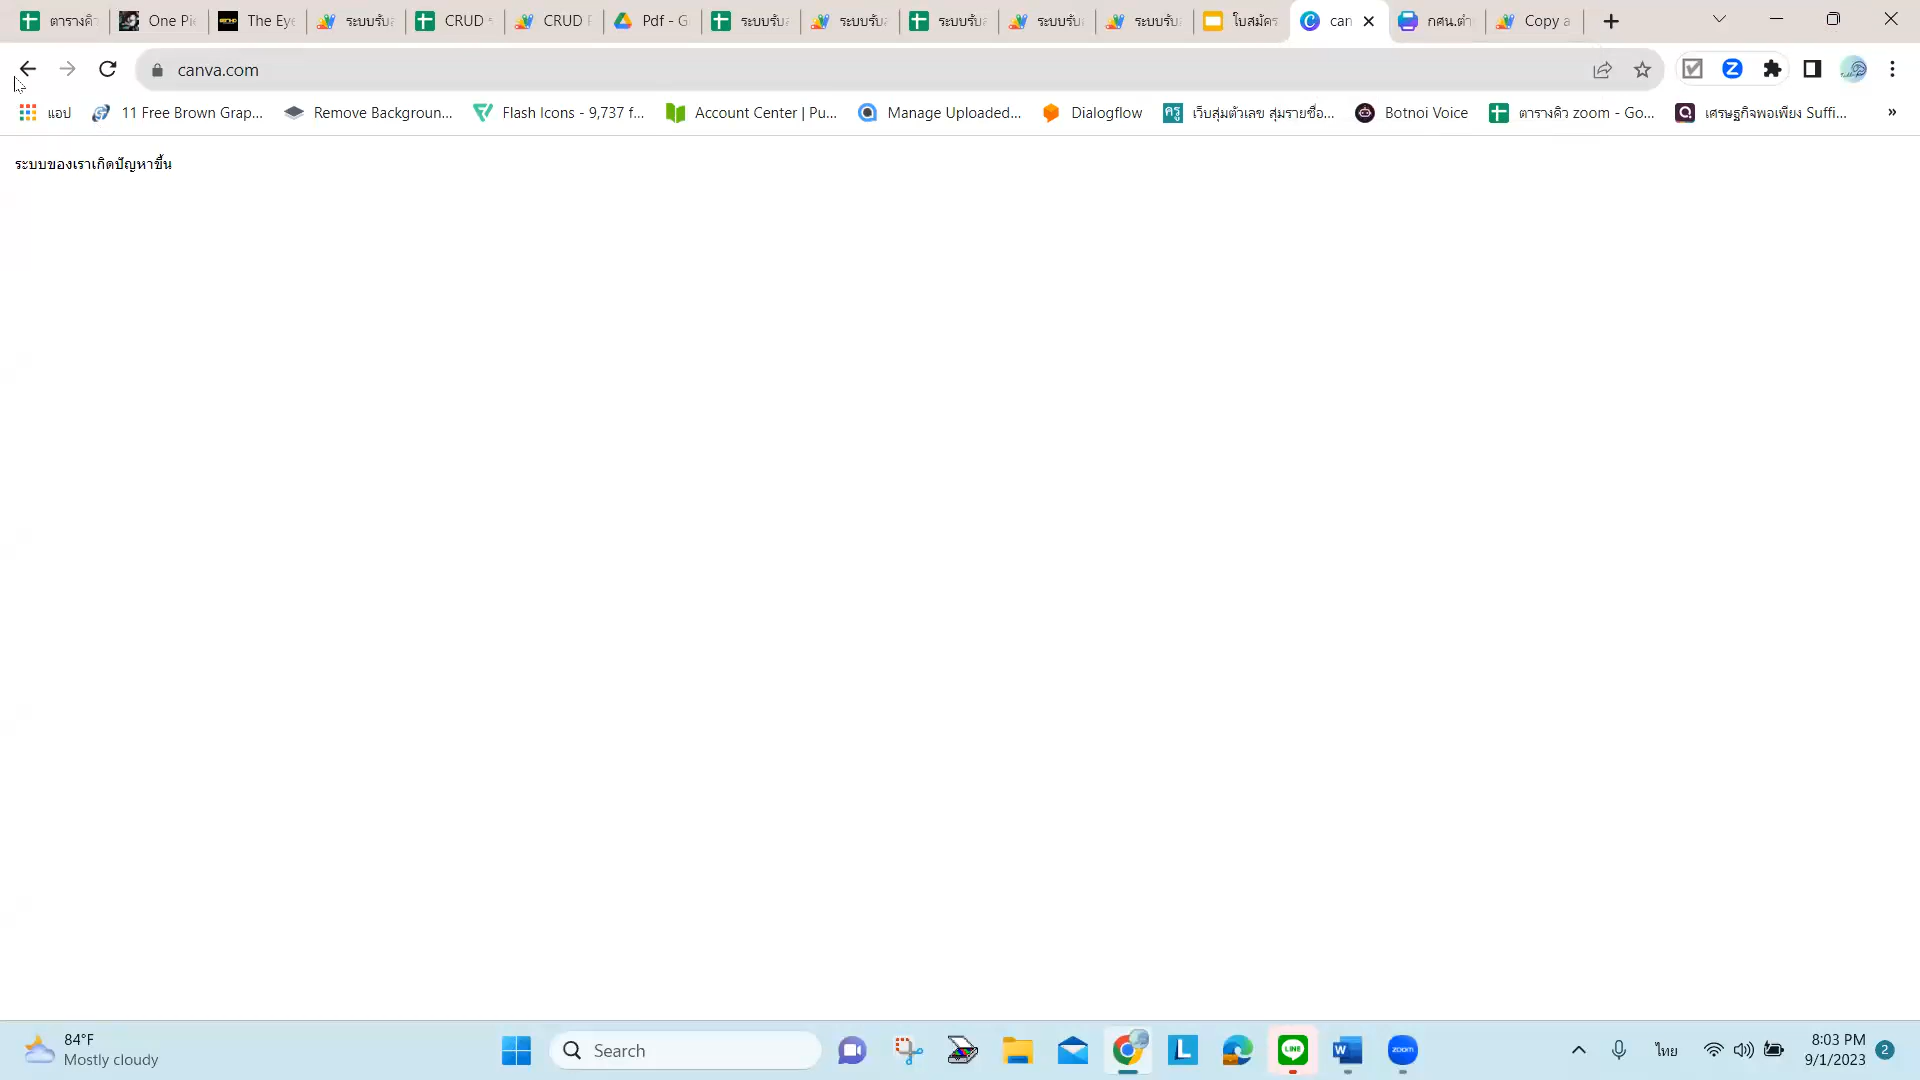 ตารางคิว One Pi The Eye ระบบรับ CRUD CRUD Pdf - G ระบบรับ ระบบรับ ระบบรับ ระบบรับ ระบบรับ ใบสมัคร can กศน.ตำ Copy a
canva.com
แอป 11 Free Brown Grap... Remove Backgroun... Flash Icons - 9,737 f... Account Center | Pu... Manage Uploaded... Dialogflow ครู เว็บสุ่มตัวเลข สุ่มรายชื่อ... Botnoi Voice ตารางคิว zoom - Go... เศรษฐกิจพอเพียง Suffi... »
ระบบของเราเกิดปัญหาขึ้น
84°F
Mostly cloudy
Search
LINE
zoom
ไทย
8:03 PM
9/1/2023
2